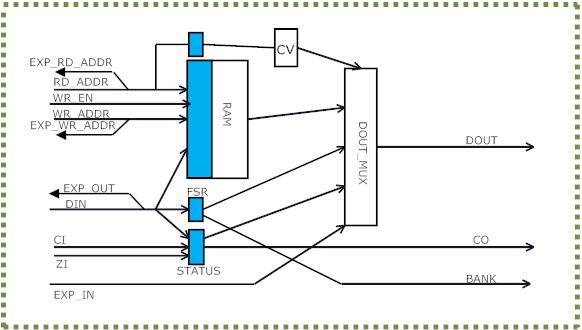 CV
EXP_RD_ADDR
RD_ADDR
WR_EN
WR_ADDR
EXP_WR_ADDR
RAM
DOUT_MUX
DOUT
EXP_OUT
FSR
DIN
CI
CO
ZI
STATUS
BANK
EXP_IN